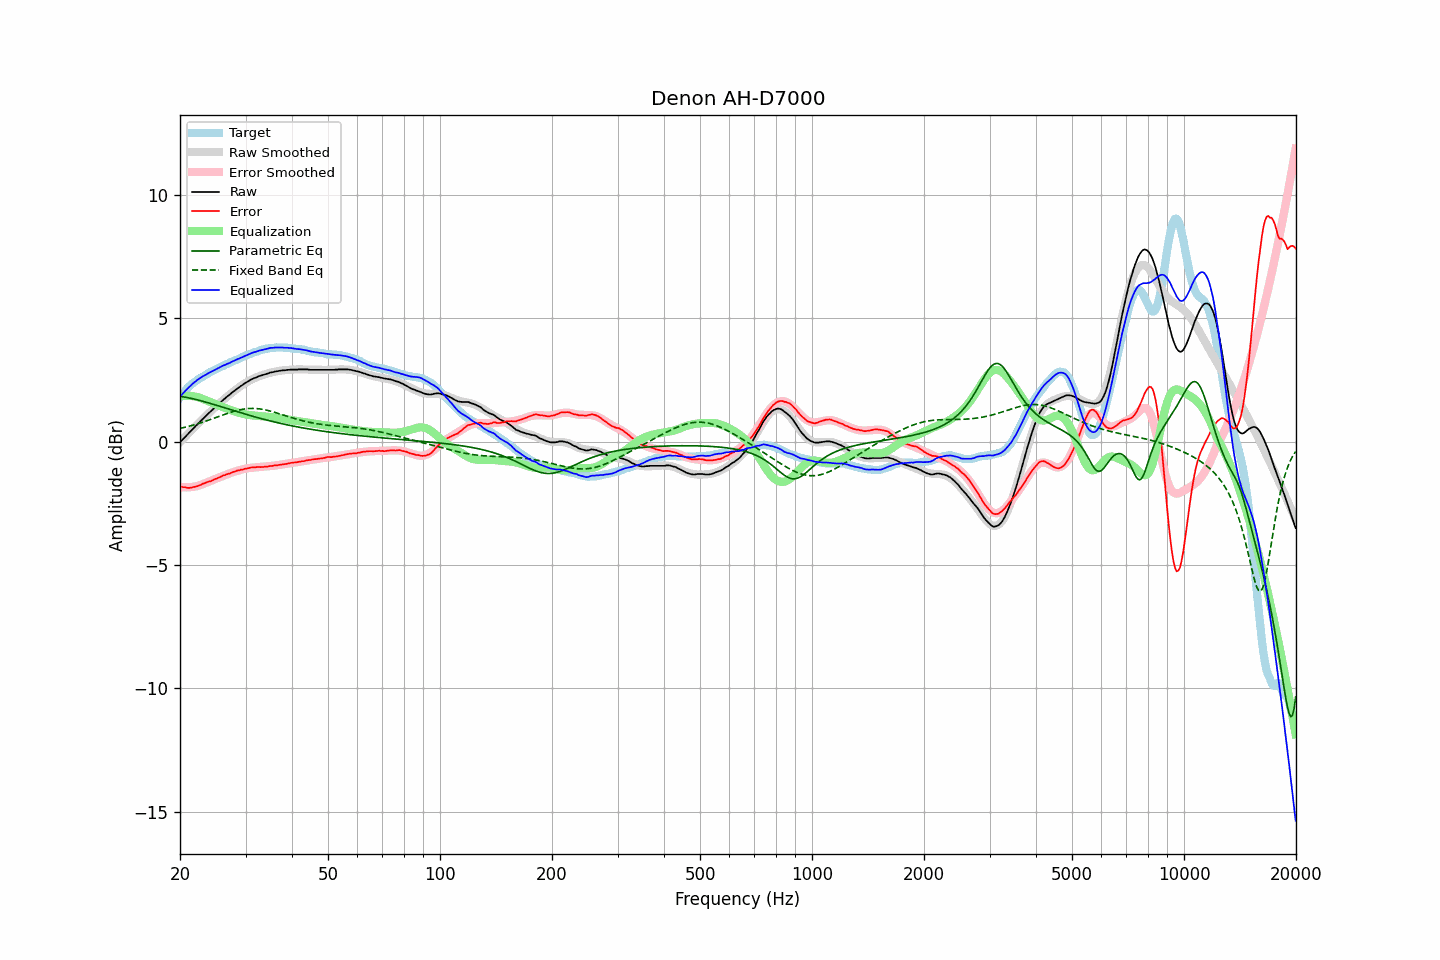 Denon AH-D7000
Target
Raw Smoothed
Error Smoothed
Raw
Error
Equalization
Parametric Eq
Fixed Band Eq
Equalized
10
5
0
−5
−10
−15
Amplitude (dBr)
20 50 100 200 500 1000 2000 5000 10000 20000
Frequency (Hz)